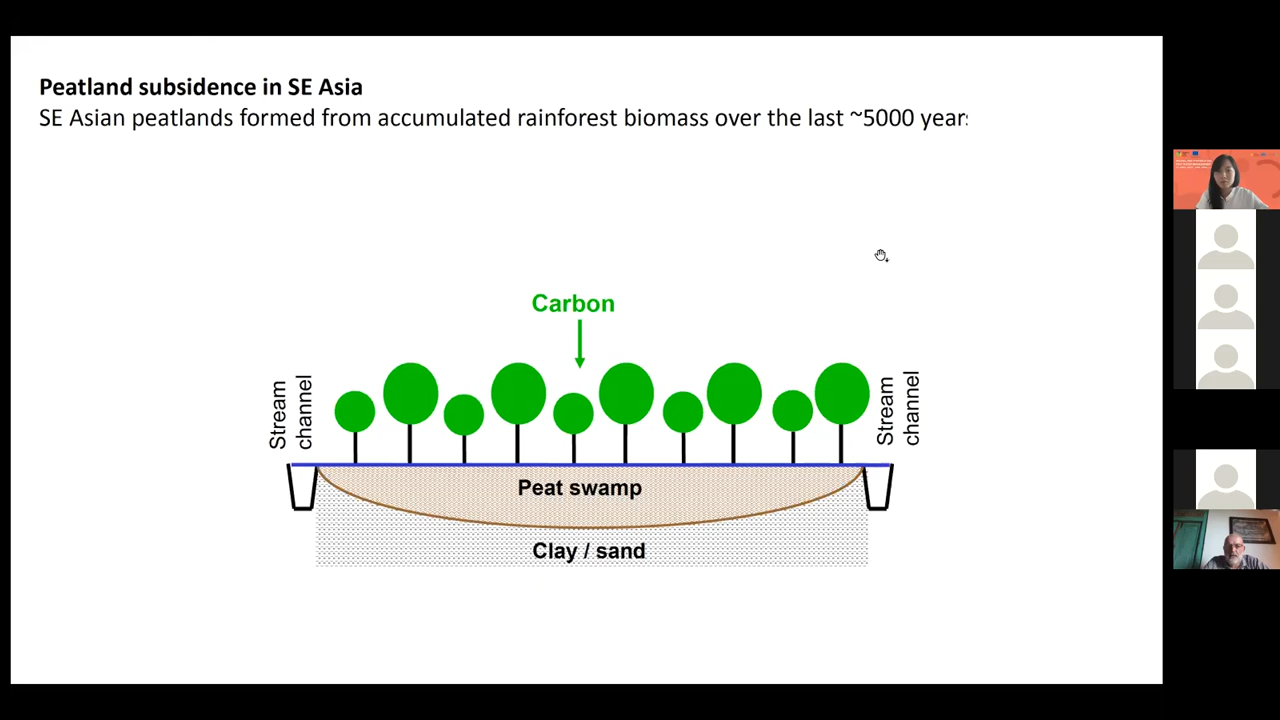 Peatland subsidence in SE Asia
SE Asian peatlands formed from accumulated rainforest biomass over the last ~5000 years
Carbon
Stream
channel
Stream
channel
Peat swamp
Clay / sand